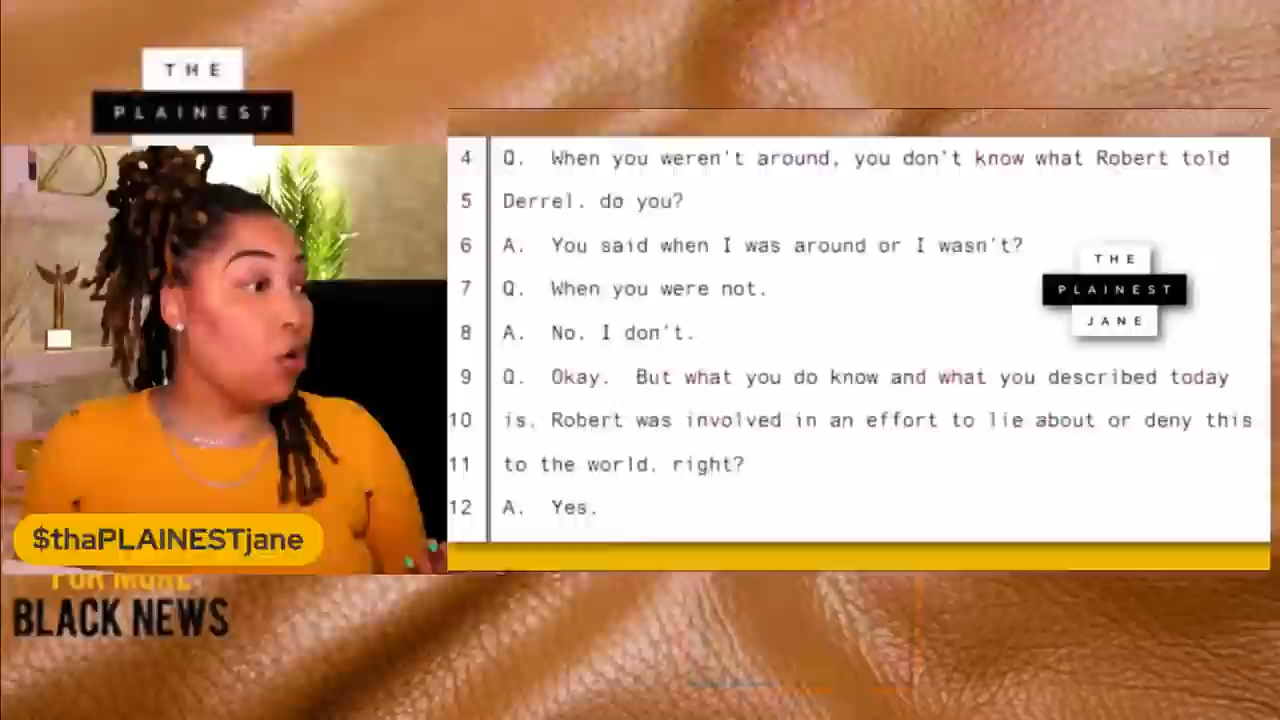 THE
PLAINEST
4 Q. When you weren't around, you don't know what Robert told
5 Derrel, do you?
6 A. You said when I was around or I wasn't?
7 Q. When you were not.
8 A. No, I don't.
9 Q. Okay. But what you do know and what you described today
10 is, Robert was involved in an effort to lie about or deny this
11 to the world, right?
12 A. Yes.
THE
PLAINEST
JANE
$thaPLAINESTjane
FOR MORE
BLACK NEWS